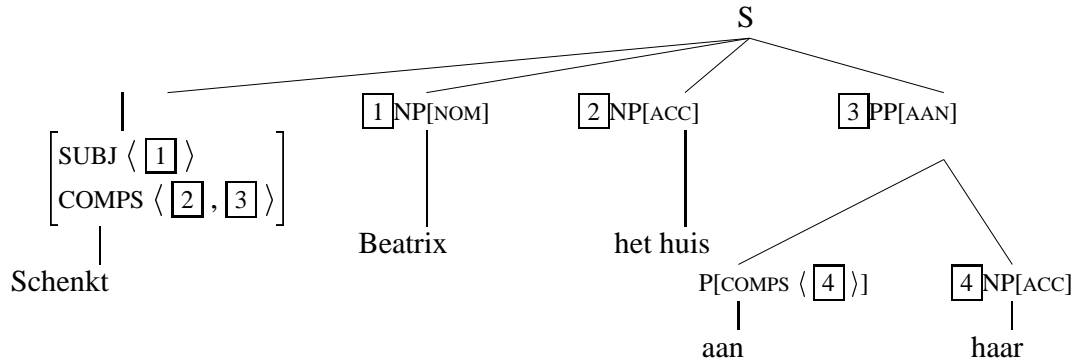 S
1 NP[NOM] 2 NP[ACC] 3 PP[AAN]
SUBJ ⟨ 1 ⟩
COMPS ⟨ 2 , 3 ⟩
Beatrix het huis
Schenkt P[COMPS ⟨ 4 ⟩] 4 NP[ACC]
aan haar